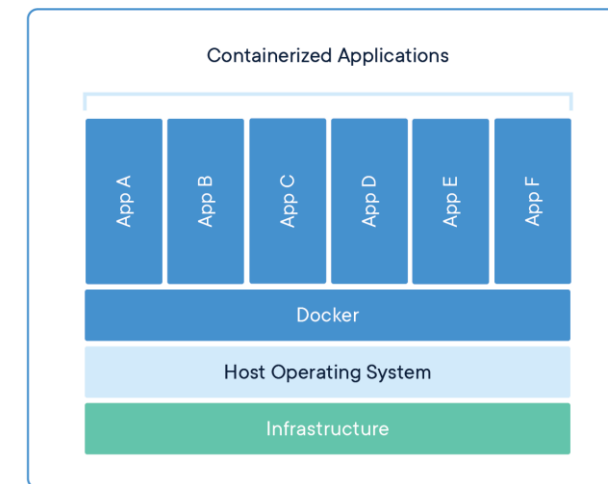 Containerized Applications
App A
App B
App C
App D
App E
App F
Docker
Host Operating System
Infrastructure